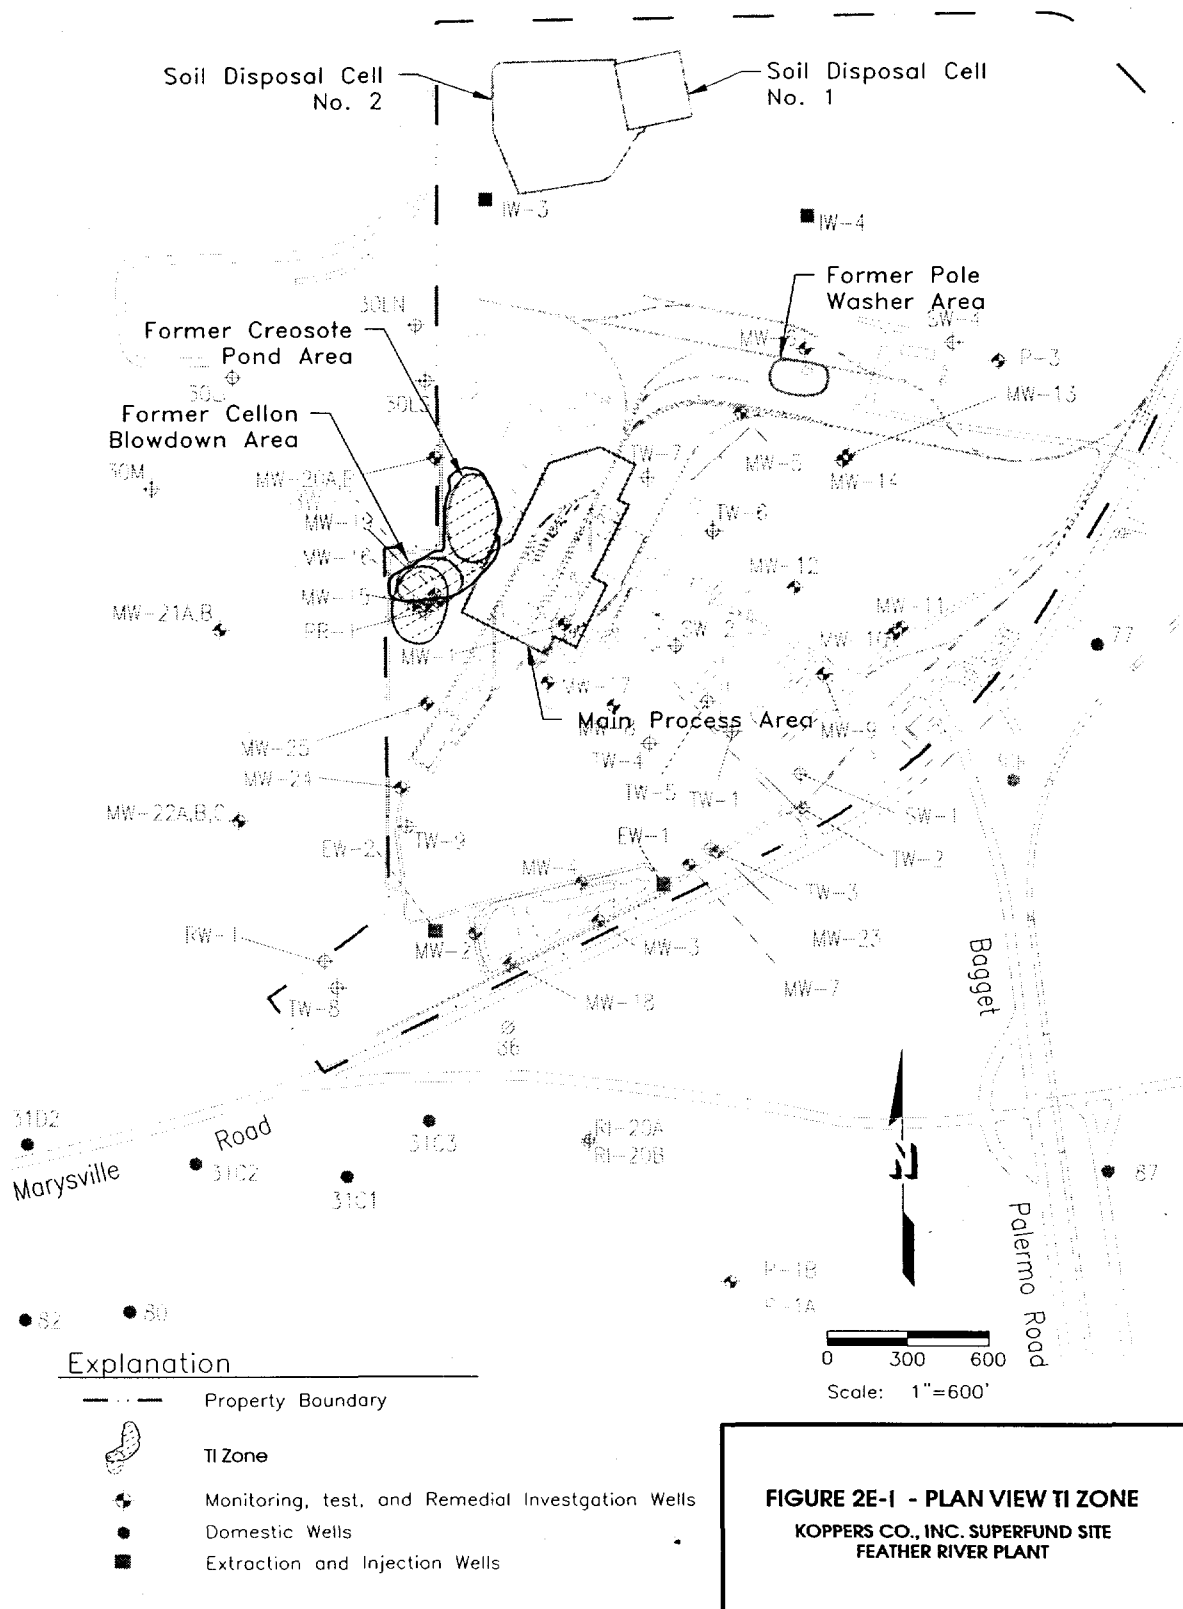 Soil Disposal Cell
No. 2
Soil Disposal Cell
No. 1
IW-3
IW-4
Former Pole
Washer Area
30LN
Former Creosote
Pond Area
SW-4
P-3
MW-13
Former Cellon
Blowdown Area
TW-7
MW-5
MW-14
MW-20A,B
TW-6
MW-12
MW-15
MW-11
MW-21A,B
77
MW-10
MW-25
Main Process Area
MW-9
MW-24
TW-4
TW-5
TW-1
SW-1
MW-22A,B,C
EW-2
TW-9
EW-1
TW-2
MW-4
TW-3
RW-1
MW-2
MW-3
MW-23
MW-7
TW-8
MW-18
Bagget
36
31D2
Road
31C3
RI-20A
RI-20B
Marysville
31C2
31C1
87
Palermo Road
P-1B
P-1A
82
80
0 300 600
Scale: 1"=600'
Explanation
Property Boundary
TI Zone
Monitoring, test, and Remedial Investgation Wells
Domestic Wells
Extraction and Injection Wells
FIGURE 2E-1 - PLAN VIEW TI ZONE
KOPPERS CO., INC. SUPERFUND SITE
FEATHER RIVER PLANT